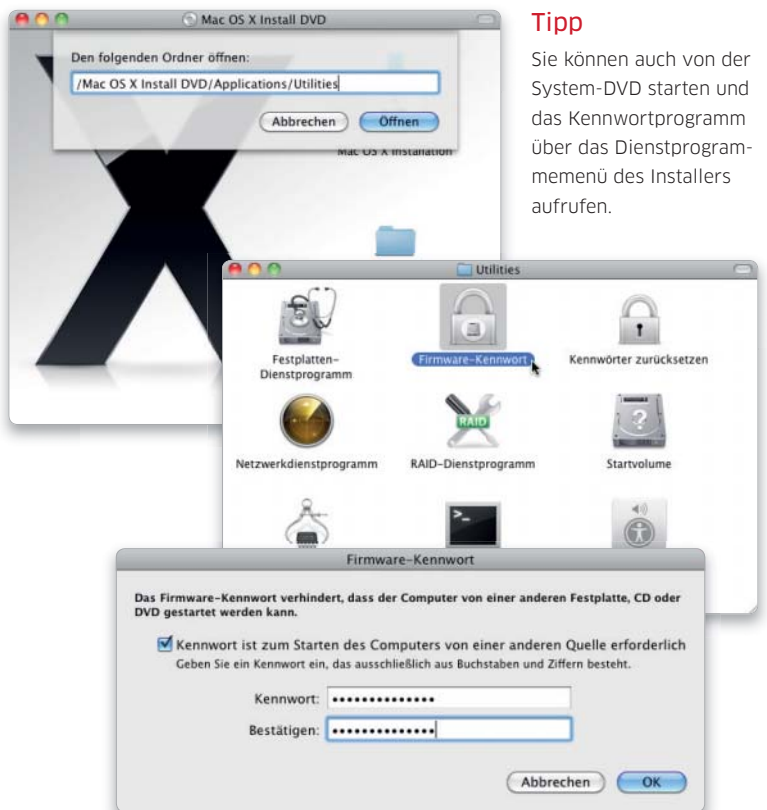 Mac OS X Install DVD
Den folgenden Ordner öffnen:
/Mac OS X Install DVD/Applications/Utilities
Abbrechen
Öffnen
Mac OS X Installation
Tipp
Sie können auch von der
System-DVD starten und
das Kennwortprogramm
über das Dienstprogram-
memenü des Installers
aufrufen.
Utilities
Festplatten-
Dienstprogramm
Firmware-Kennwort
Kennwörter zurücksetzen
RAID
Netzwerkdienstprogramm
RAID-Dienstprogramm
Startvolume
Firmware-Kennwort
Das Firmware-Kennwort verhindert, dass der Computer von einer anderen Festplatte, CD oder
DVD gestartet werden kann.
Kennwort ist zum Starten des Computers von einer anderen Quelle erforderlich
Geben Sie ein Kennwort ein, das ausschließlich aus Buchstaben und Ziffern besteht.
Kennwort: ••••••••••••••
Bestätigen: ••••••••••••••
Abbrechen
OK